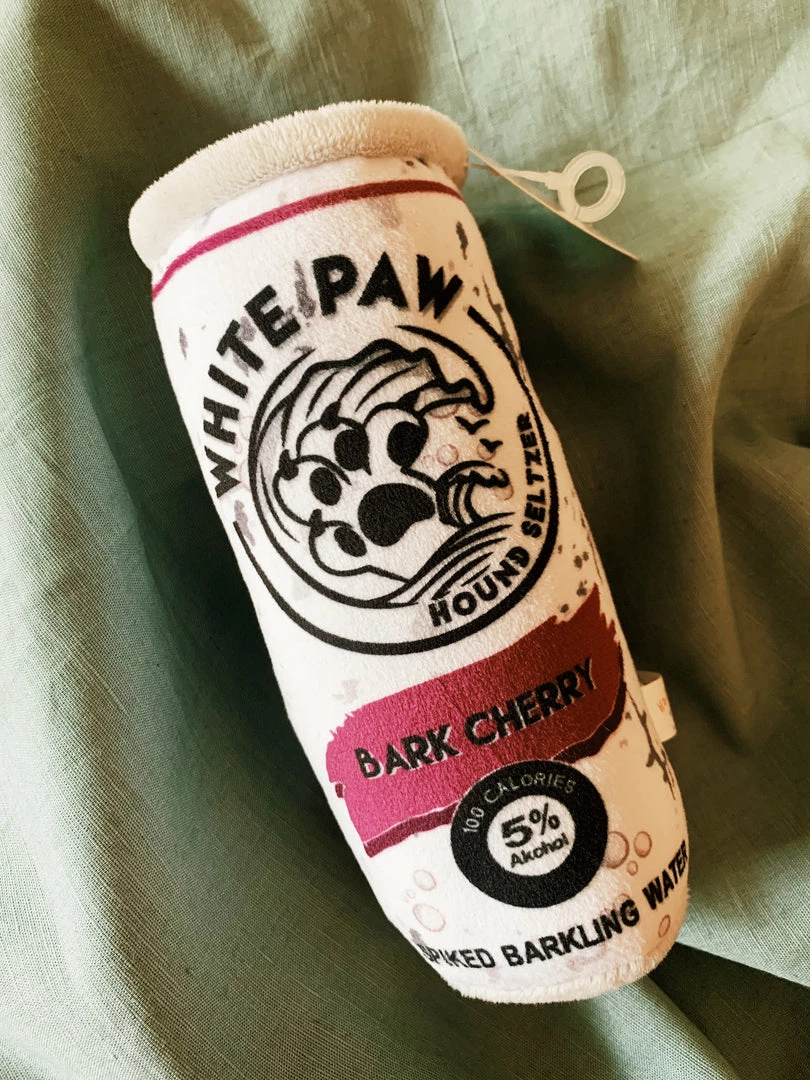 WHITE PAW
HOUND SELTZER
BARK CHERRY
100 CALORIES
5%
Akohol
SPIKED BARKLING WATER